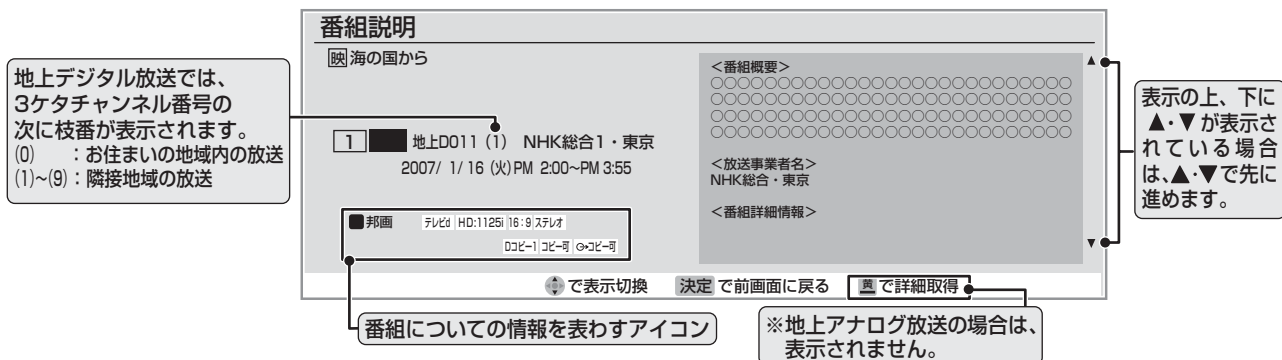 番組説明
映 海の国から
地上デジタル放送では、
3ケタチャンネル番号の
次に枝番が表示されます。
(0) :お住まいの地域内の放送
(1)~(9):隣接地域の放送
1 地上D011 (1) NHK総合1・東京
2007/ 1/ 16 (火) PM 2:00~PM 3:55
邦画 テレビd HD:1125i 16:9 ステレオ
Dコピー1 コピー可 コピー可
<番組概要>
○○○○○○○○○○○○○○○○○○○○○○○○○
○○○○○○○○○○○○○○○○○○○○○○○○○
○○○○○○○○○○○○○○○○○○○○○○○○○
○○○○○○○○○○○○○○○○○○○○○○○○○
<放送事業者名>
NHK総合・東京
<番組詳細情報>
▲
▼
表示の上、下に
▲・▼が表示さ
れている場合
は、▲・▼で先に
進めます。
で表示切換 決定 で前画面に戻る 黄 で詳細取得
番組についての情報を表わすアイコン
※地上アナログ放送の場合は、
表示されません。